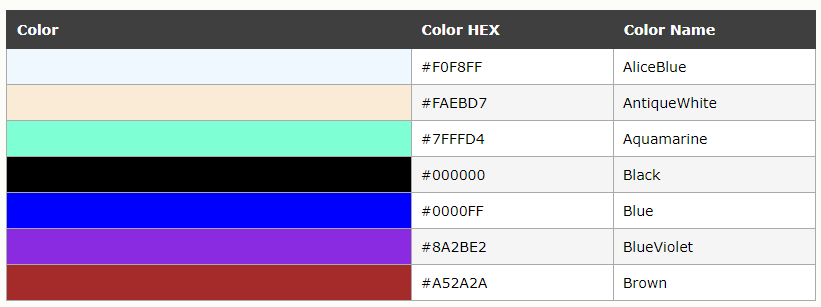 Color Color HEX Color Name
#F0F8FF AliceBlue
#FAEBD7 AntiqueWhite
#7FFFD4 Aquamarine
#000000 Black
#0000FF Blue
#8A2BE2 BlueViolet
#A52A2A Brown